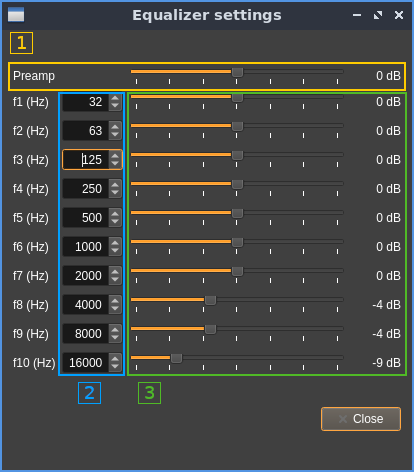 Equalizer settings
1
Preamp 0 dB
f1 (Hz) 32 0 dB
f2 (Hz) 63 0 dB
f3 (Hz) 125 0 dB
f4 (Hz) 250 0 dB
f5 (Hz) 500 0 dB
f6 (Hz) 1000 0 dB
f7 (Hz) 2000 0 dB
f8 (Hz) 4000 -4 dB
f9 (Hz) 8000 -4 dB
f10 (Hz) 16000 -9 dB
2 3
Close